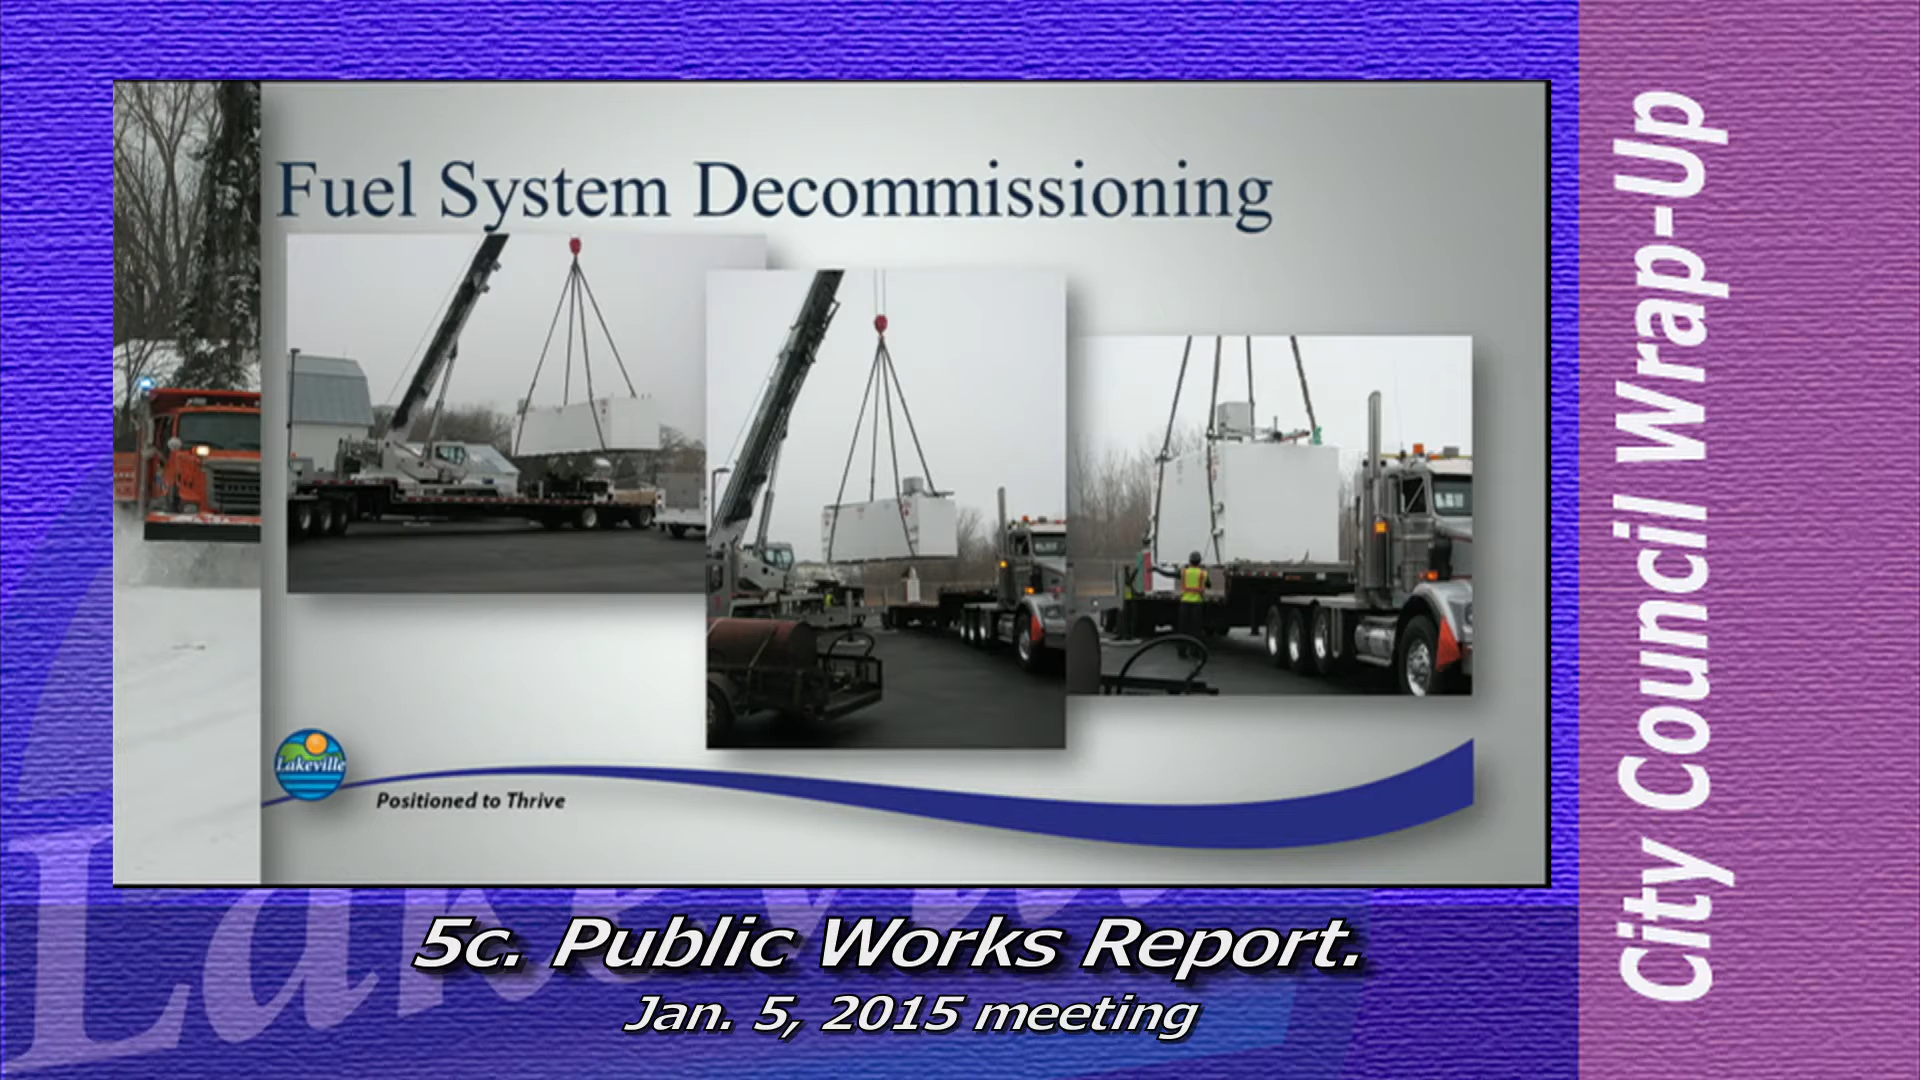 Fuel System Decommissioning
Lakeville
Positioned to Thrive
5c. Public Works Report.
Jan. 5, 2015 meeting
City Council Wrap-Up